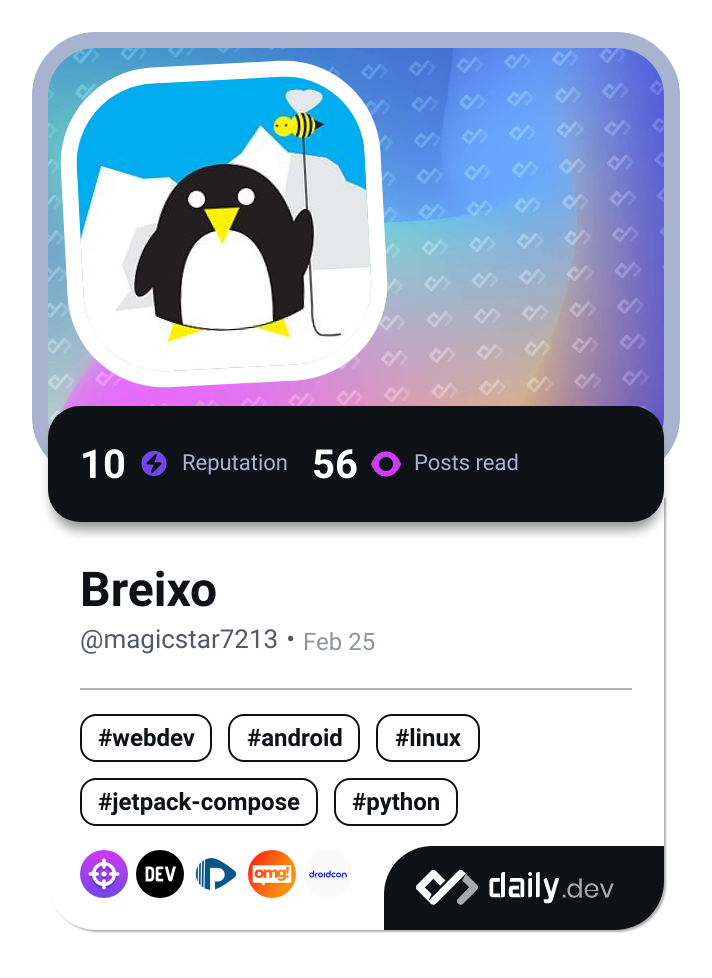 10 Reputation 56 Posts read
Breixo
@magicstar7213 • Feb 25
#webdev #android #linux
#jetpack-compose #python
DEV omg! droidcon
daily.dev